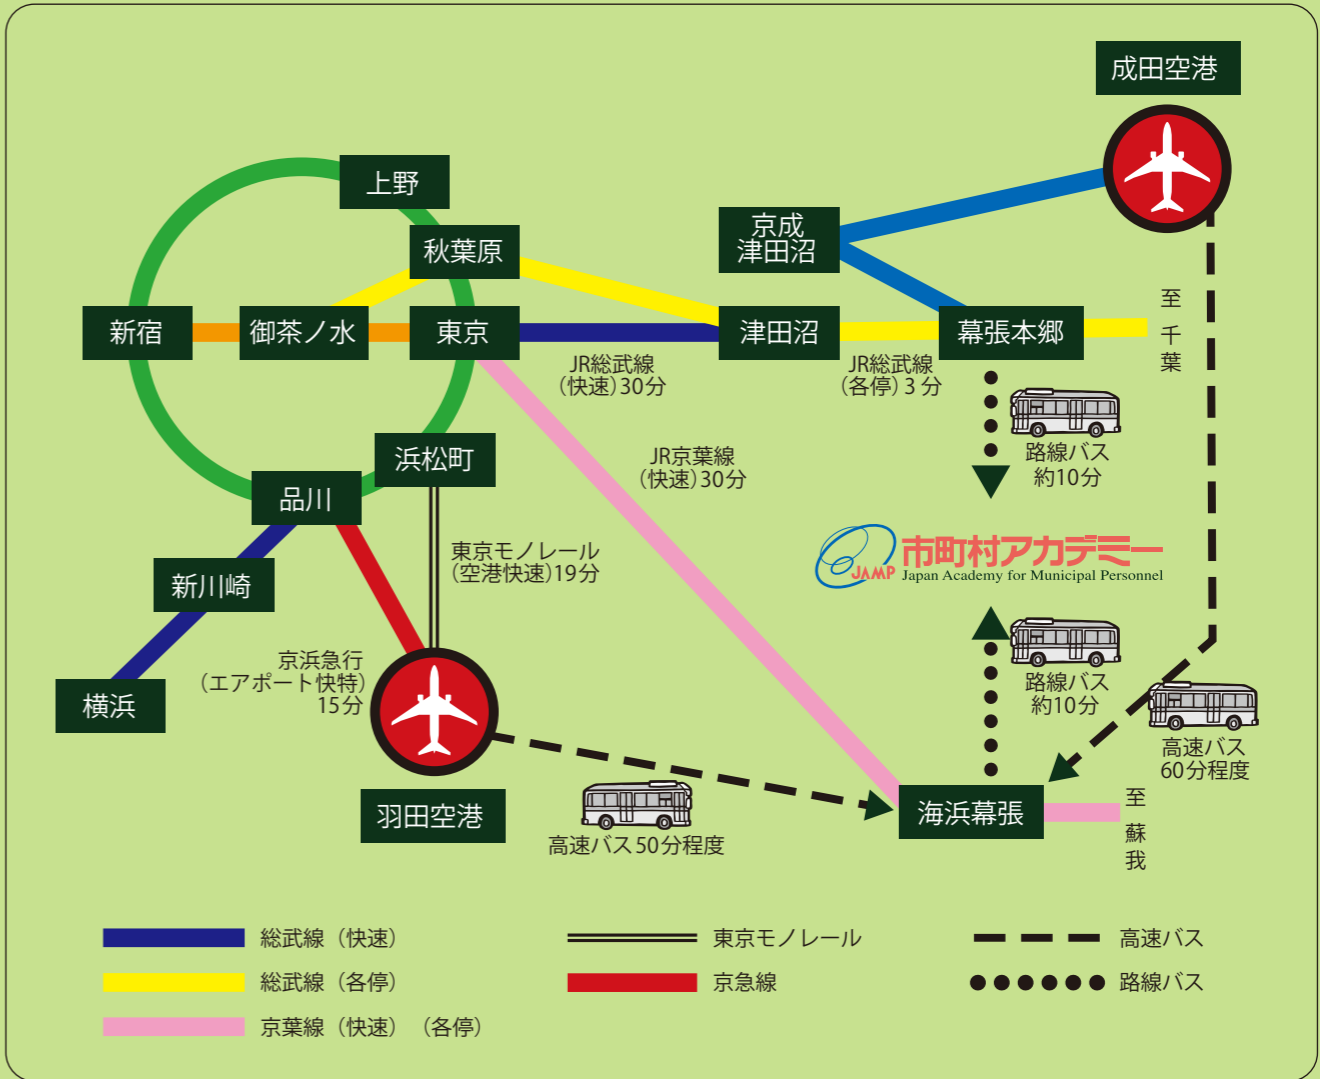 成田空港
上野
京成
津田沼
秋葉原
新宿
御茶ノ水
東京
津田沼
幕張本郷
至
千
葉
JR総武線
(快速)30分
JR総武線
(各停)3分
路線バス
約10分
浜松町
JR京葉線
(快速)30分
品川
東京モノレール
(空港快速)19分
JAMP
市町村アカデミー
Japan Academy for Municipal Personnel
新川崎
京浜急行
(エアポート快特)
15分
横浜
路線バス
約10分
高速バス
60分程度
羽田空港
高速バス50分程度
海浜幕張
至
蘇
我
総武線(快速)
東京モノレール
高速バス
総武線(各停)
京急線
路線バス
京葉線(快速)(各停)